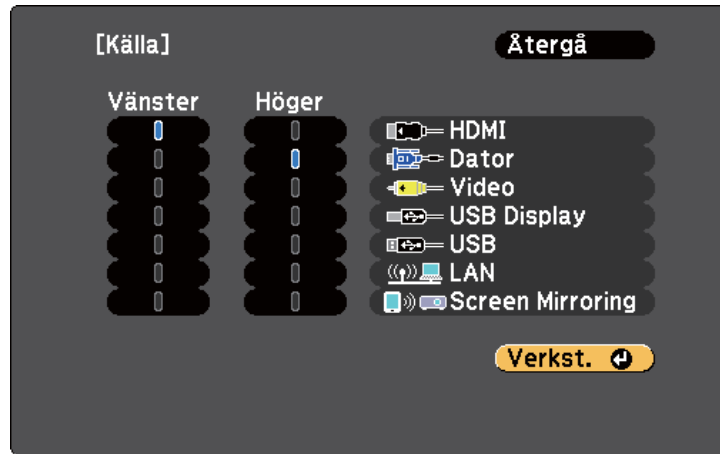 [Källa] Återgå
Vänster Höger
HDMI
Dator
Video
USB Display
USB
LAN
Screen Mirroring
Verkst.